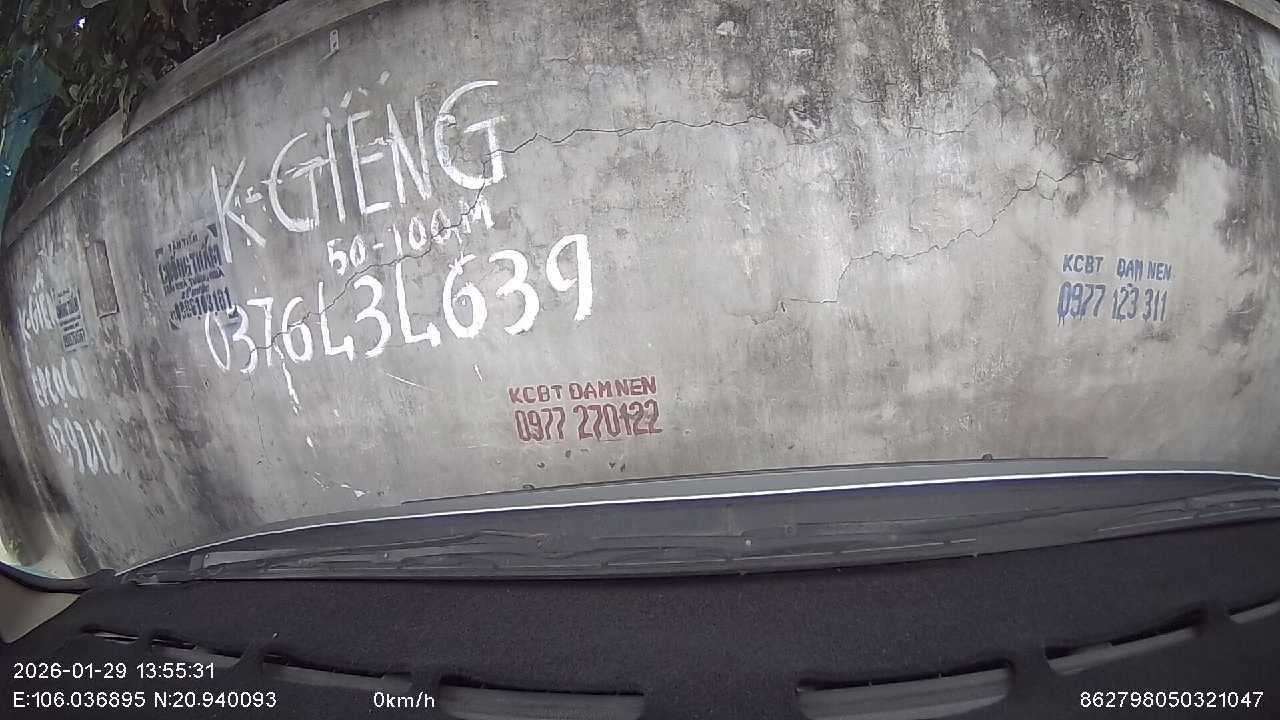 K-GIẾNG
50-100M
0376434639
KCBT ĐAM NEN
0977 123 311
KCBT ĐAM NEN
0977 270422
2026-01-29 13:55:31
E:106.036895 N:20.940093
0km/h
862798050321047